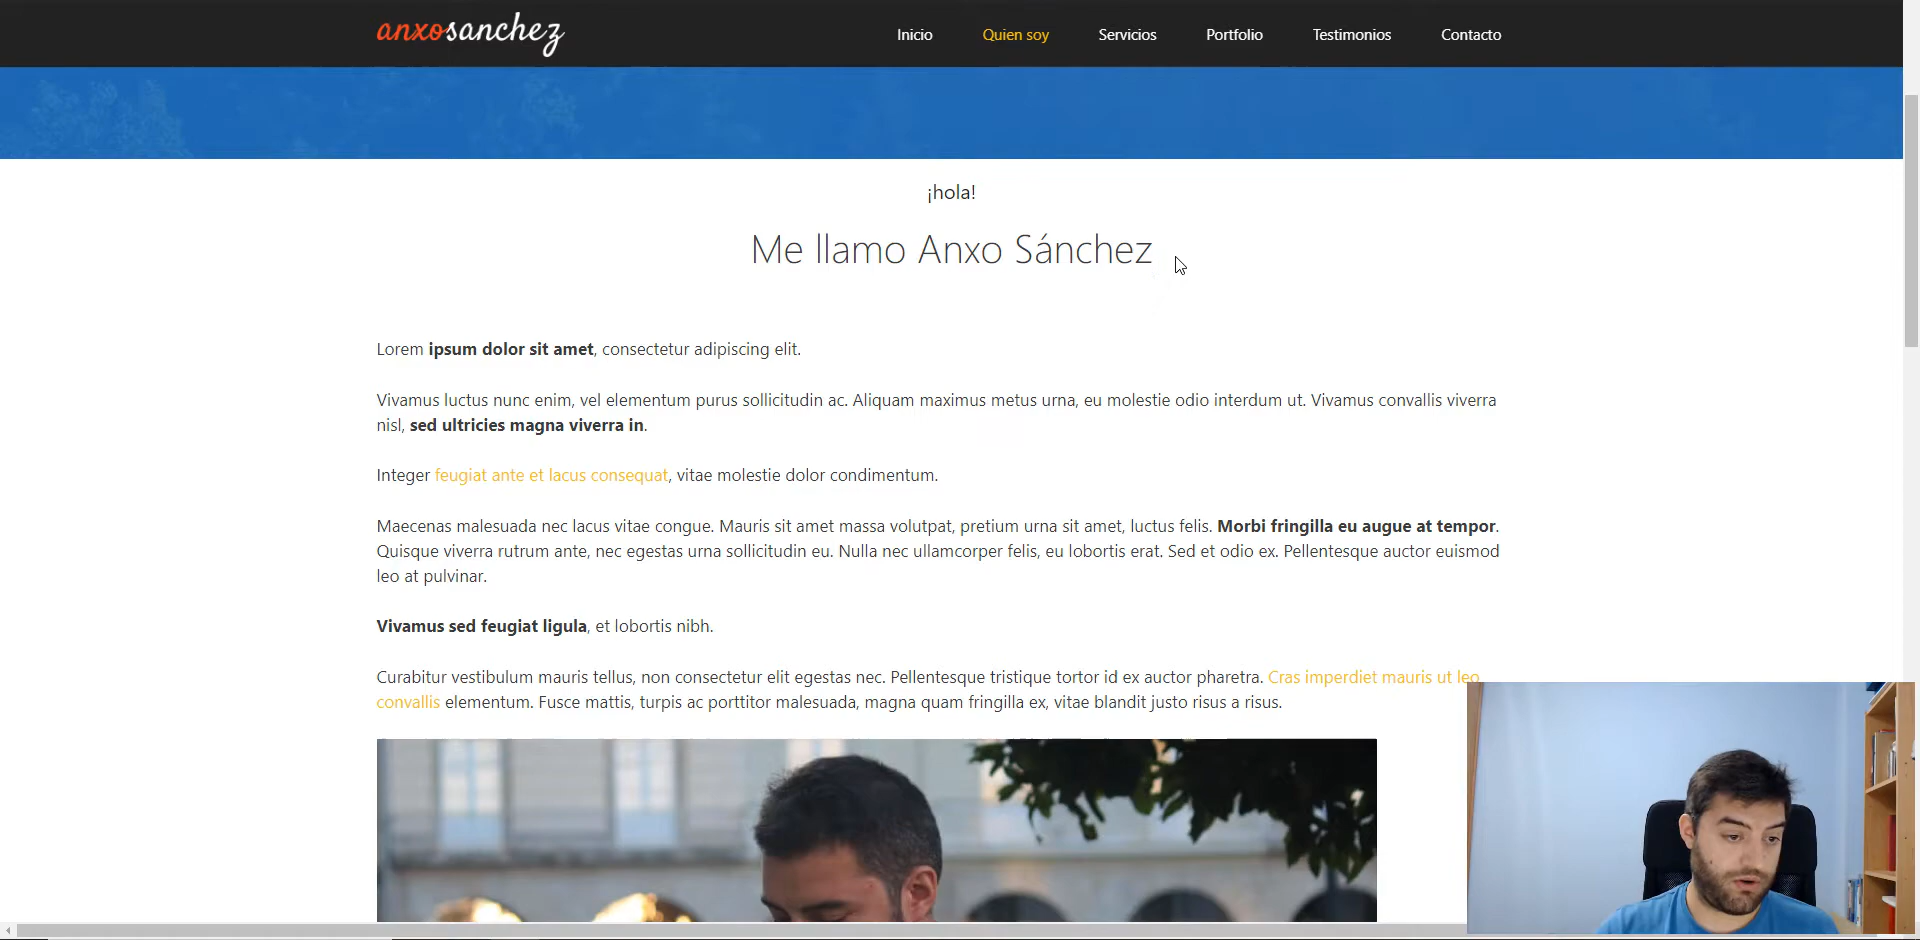 anxosanchez
Inicio
Quien soy
Servicios
Portfolio
Testimonios
Contacto
¡hola!
Me llamo Anxo Sánchez
Lorem ipsum dolor sit amet, consectetur adipiscing elit.
Vivamus luctus nunc enim, vel elementum purus sollicitudin ac. Aliquam maximus metus urna, eu molestie odio interdum ut. Vivamus convallis viverra
nisl, sed ultricies magna viverra in.
Integer feugiat ante et lacus consequat, vitae molestie dolor condimentum.
Maecenas malesuada nec lacus vitae congue. Mauris sit amet massa volutpat, pretium urna sit amet, luctus felis. Morbi fringilla eu augue at tempor.
Quisque viverra rutrum ante, nec egestas urna sollicitudin eu. Nulla nec ullamcorper felis, eu lobortis erat. Sed et odio ex. Pellentesque auctor euismod
leo at pulvinar.
Vivamus sed feugiat ligula, et lobortis nibh.
Curabitur vestibulum mauris tellus, non consectetur elit egestas nec. Pellentesque tristique tortor id ex auctor pharetra. Cras imperdiet mauris ut leo
convallis elementum. Fusce mattis, turpis ac porttitor malesuada, magna quam fringilla ex, vitae blandit justo risus a risus.